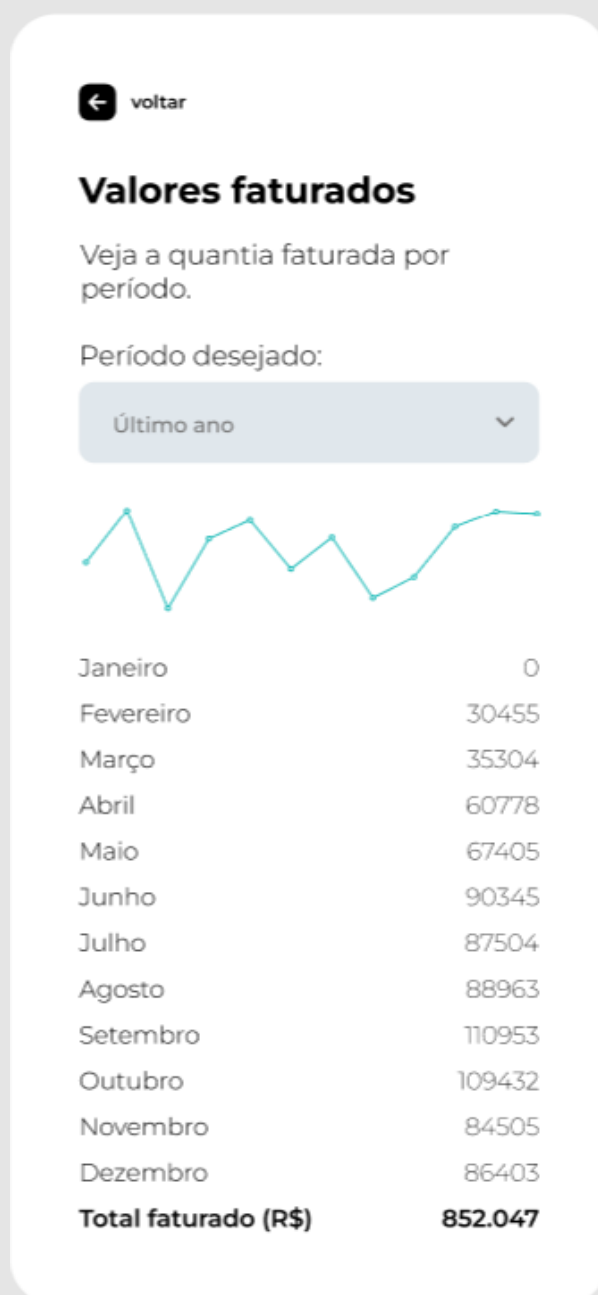 voltar
Valores faturados
Veja a quantia faturada por
período.
Período desejado:
Último ano
Janeiro 0
Fevereiro 30455
Março 35304
Abril 60778
Maio 67405
Junho 90345
Julho 87504
Agosto 88963
Setembro 110953
Outubro 109432
Novembro 84505
Dezembro 86403
Total faturado (R$) 852.047